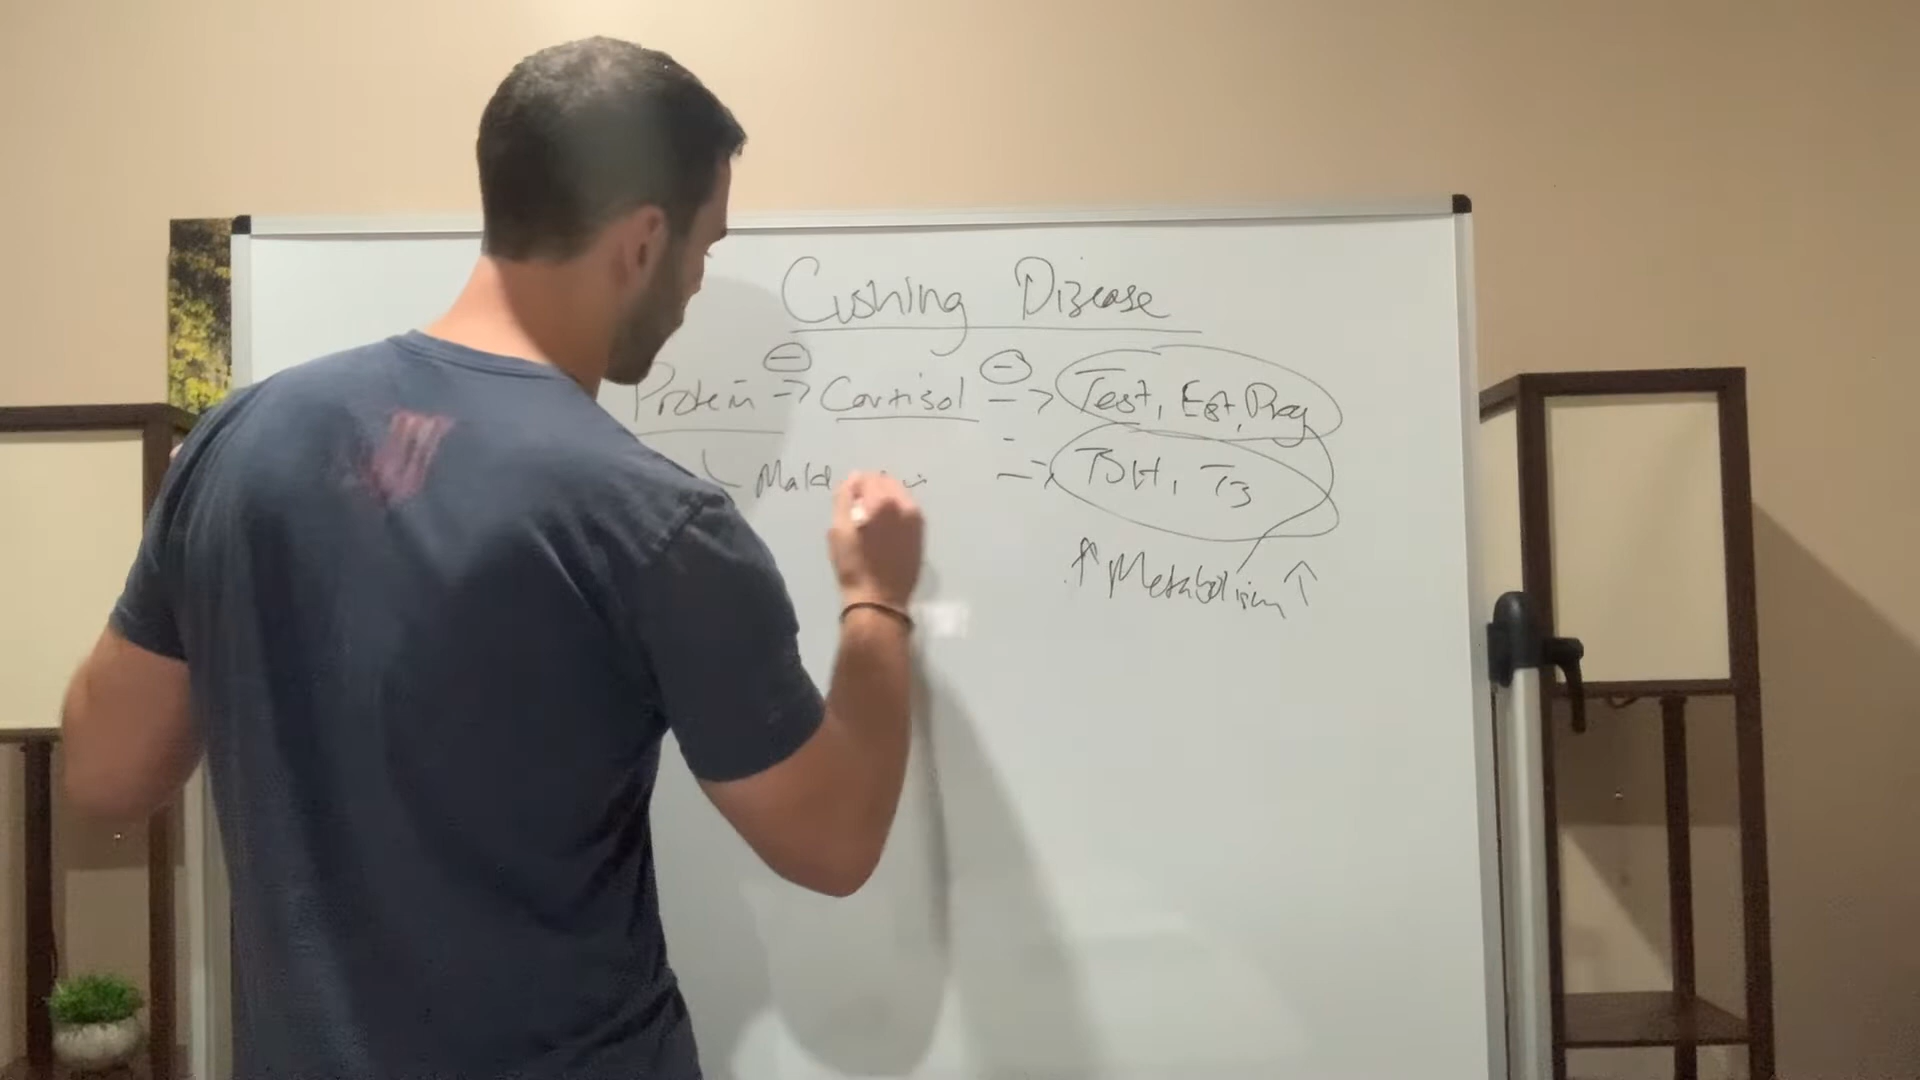 Cushing Disease
Protein ⊖ → Cortisol ⊖ → Test, Est, Prog
→ TSH, T3
↑ Metabolism ↑